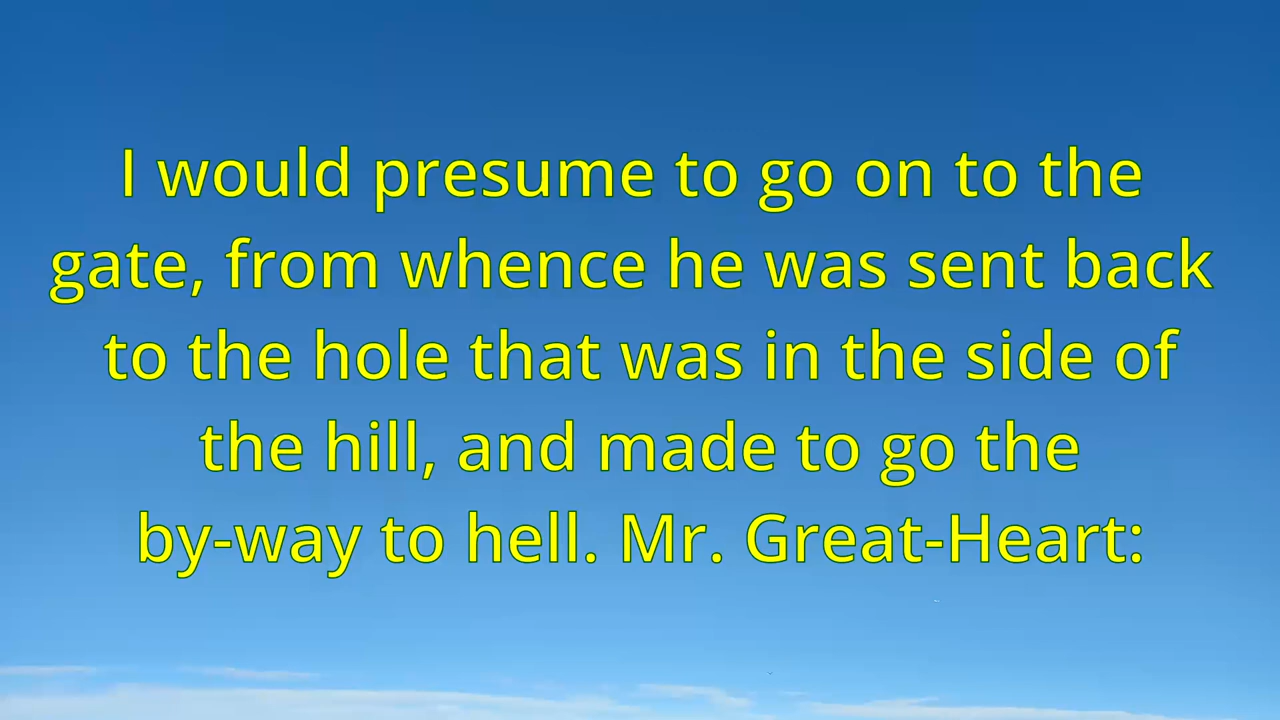 I would presume to go on to the
gate, from whence he was sent back
to the hole that was in the side of
the hill, and made to go the
by-way to hell. Mr. Great-Heart: